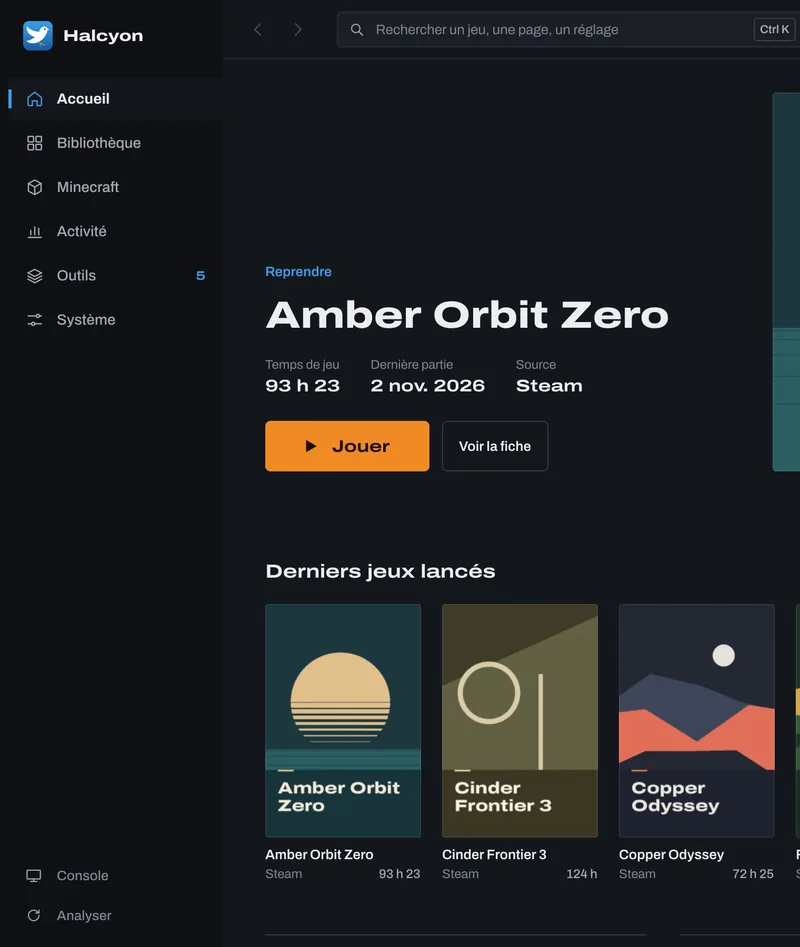 Halcyon
Rechercher un jeu, une page, un réglage
Ctrl K
Accueil
Bibliothèque
Minecraft
Activité
Outils 5
Système
Reprendre
Amber Orbit Zero
Temps de jeu Dernière partie Source
93 h 23 2 nov. 2026 Steam
Jouer
Voir la fiche
Derniers jeux lancés
Amber Orbit
Zero
Cinder
Frontier 3
Copper
Odyssey
Amber Orbit Zero
Steam 93 h 23
Cinder Frontier 3
Steam 124 h
Copper Odyssey
Steam 72 h 25
Console
Analyser